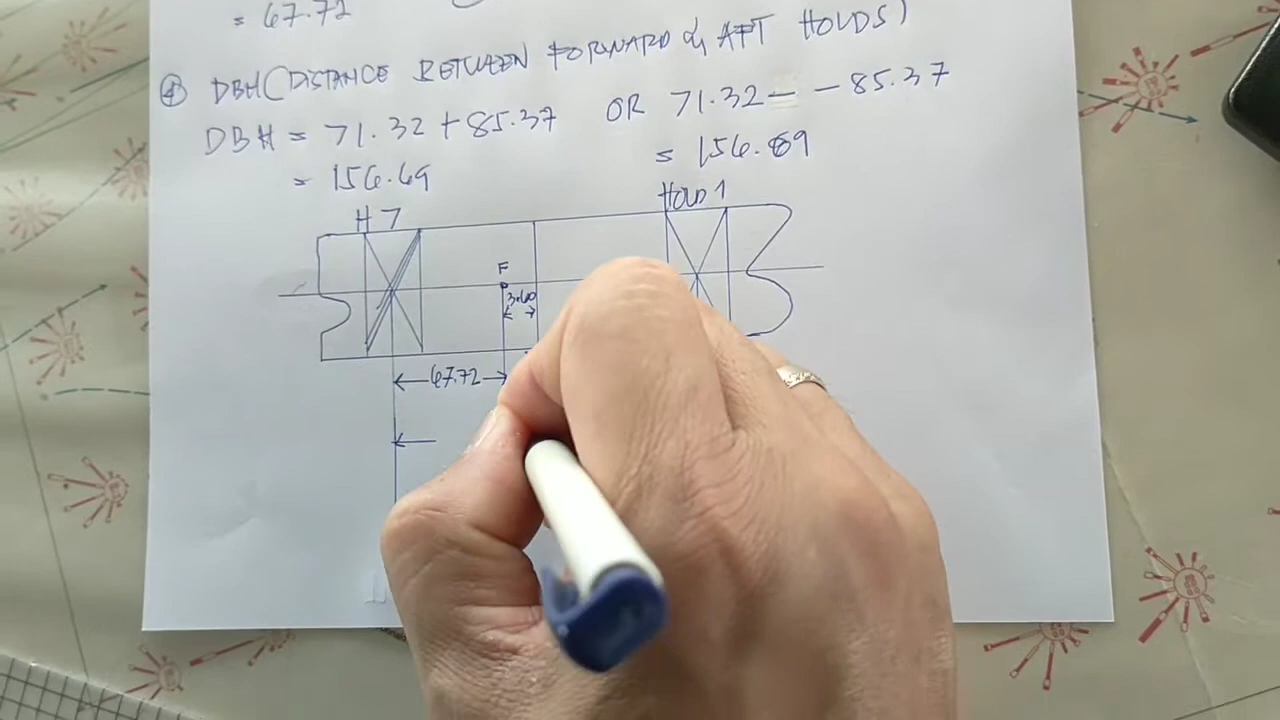 = 67.72
④ DBH (DISTANCE BETWEEN FORWARD & AFT HOLDS)
DBH = 71.32 + 85.37 OR 71.32 - - 85.37
= 156.69 = 156.69
H 7 HOLD 1
F
3.60
67.72